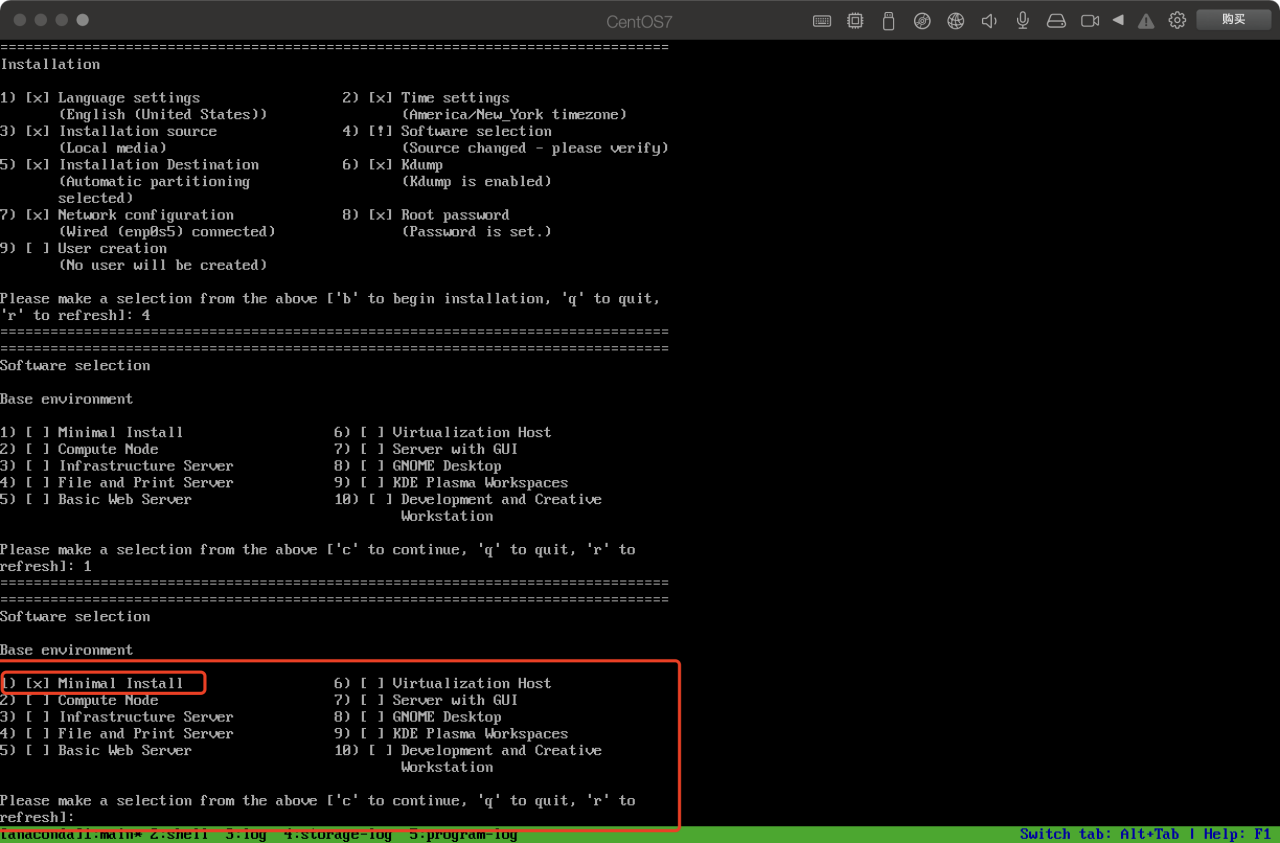 CentOS7
购买
================================================================================
Installation
1) [x] Language settings 2) [x] Time settings
(English (United States)) (America/New_York timezone)
3) [x] Installation source 4) [!] Software selection
(Local media) (Source changed - please verify)
5) [x] Installation Destination 6) [x] Kdump
(Automatic partitioning (Kdump is enabled)
selected)
7) [x] Network configuration 8) [x] Root password
(Wired (enp0s5) connected) (Password is set.)
9) [ ] User creation
(No user will be created)
Please make a selection from the above ['b' to begin installation, 'q' to quit,
'r' to refresh]: 4
================================================================================
================================================================================
Software selection
Base environment
1) [ ] Minimal Install 6) [ ] Virtualization Host
2) [ ] Compute Node 7) [ ] Server with GUI
3) [ ] Infrastructure Server 8) [ ] GNOME Desktop
4) [ ] File and Print Server 9) [ ] KDE Plasma Workspaces
5) [ ] Basic Web Server 10) [ ] Development and Creative
Workstation
Please make a selection from the above ['c' to continue, 'q' to quit, 'r' to
refresh]: 1
================================================================================
================================================================================
Software selection
Base environment
1) [x] Minimal Install 6) [ ] Virtualization Host
2) [ ] Compute Node 7) [ ] Server with GUI
3) [ ] Infrastructure Server 8) [ ] GNOME Desktop
4) [ ] File and Print Server 9) [ ] KDE Plasma Workspaces
5) [ ] Basic Web Server 10) [ ] Development and Creative
Workstation
Please make a selection from the above ['c' to continue, 'q' to quit, 'r' to
refresh]:
[anaconda]1:main* 2:shell 3:log 4:storage-log 5:program-log Switch tab: Alt+Tab | Help: F1